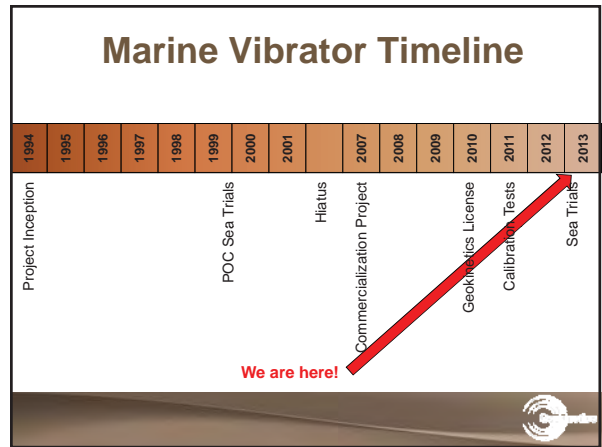 Marine Vibrator Timeline
1994
1995
1996
1997
1998
1999
2000
2001
2007
2008
2009
2010
2011
2012
2013
Project Inception
POC Sea Trials
Hiatus
Commercialization Project
Geokinetics License
Calibration Tests
Sea Trials
We are here!